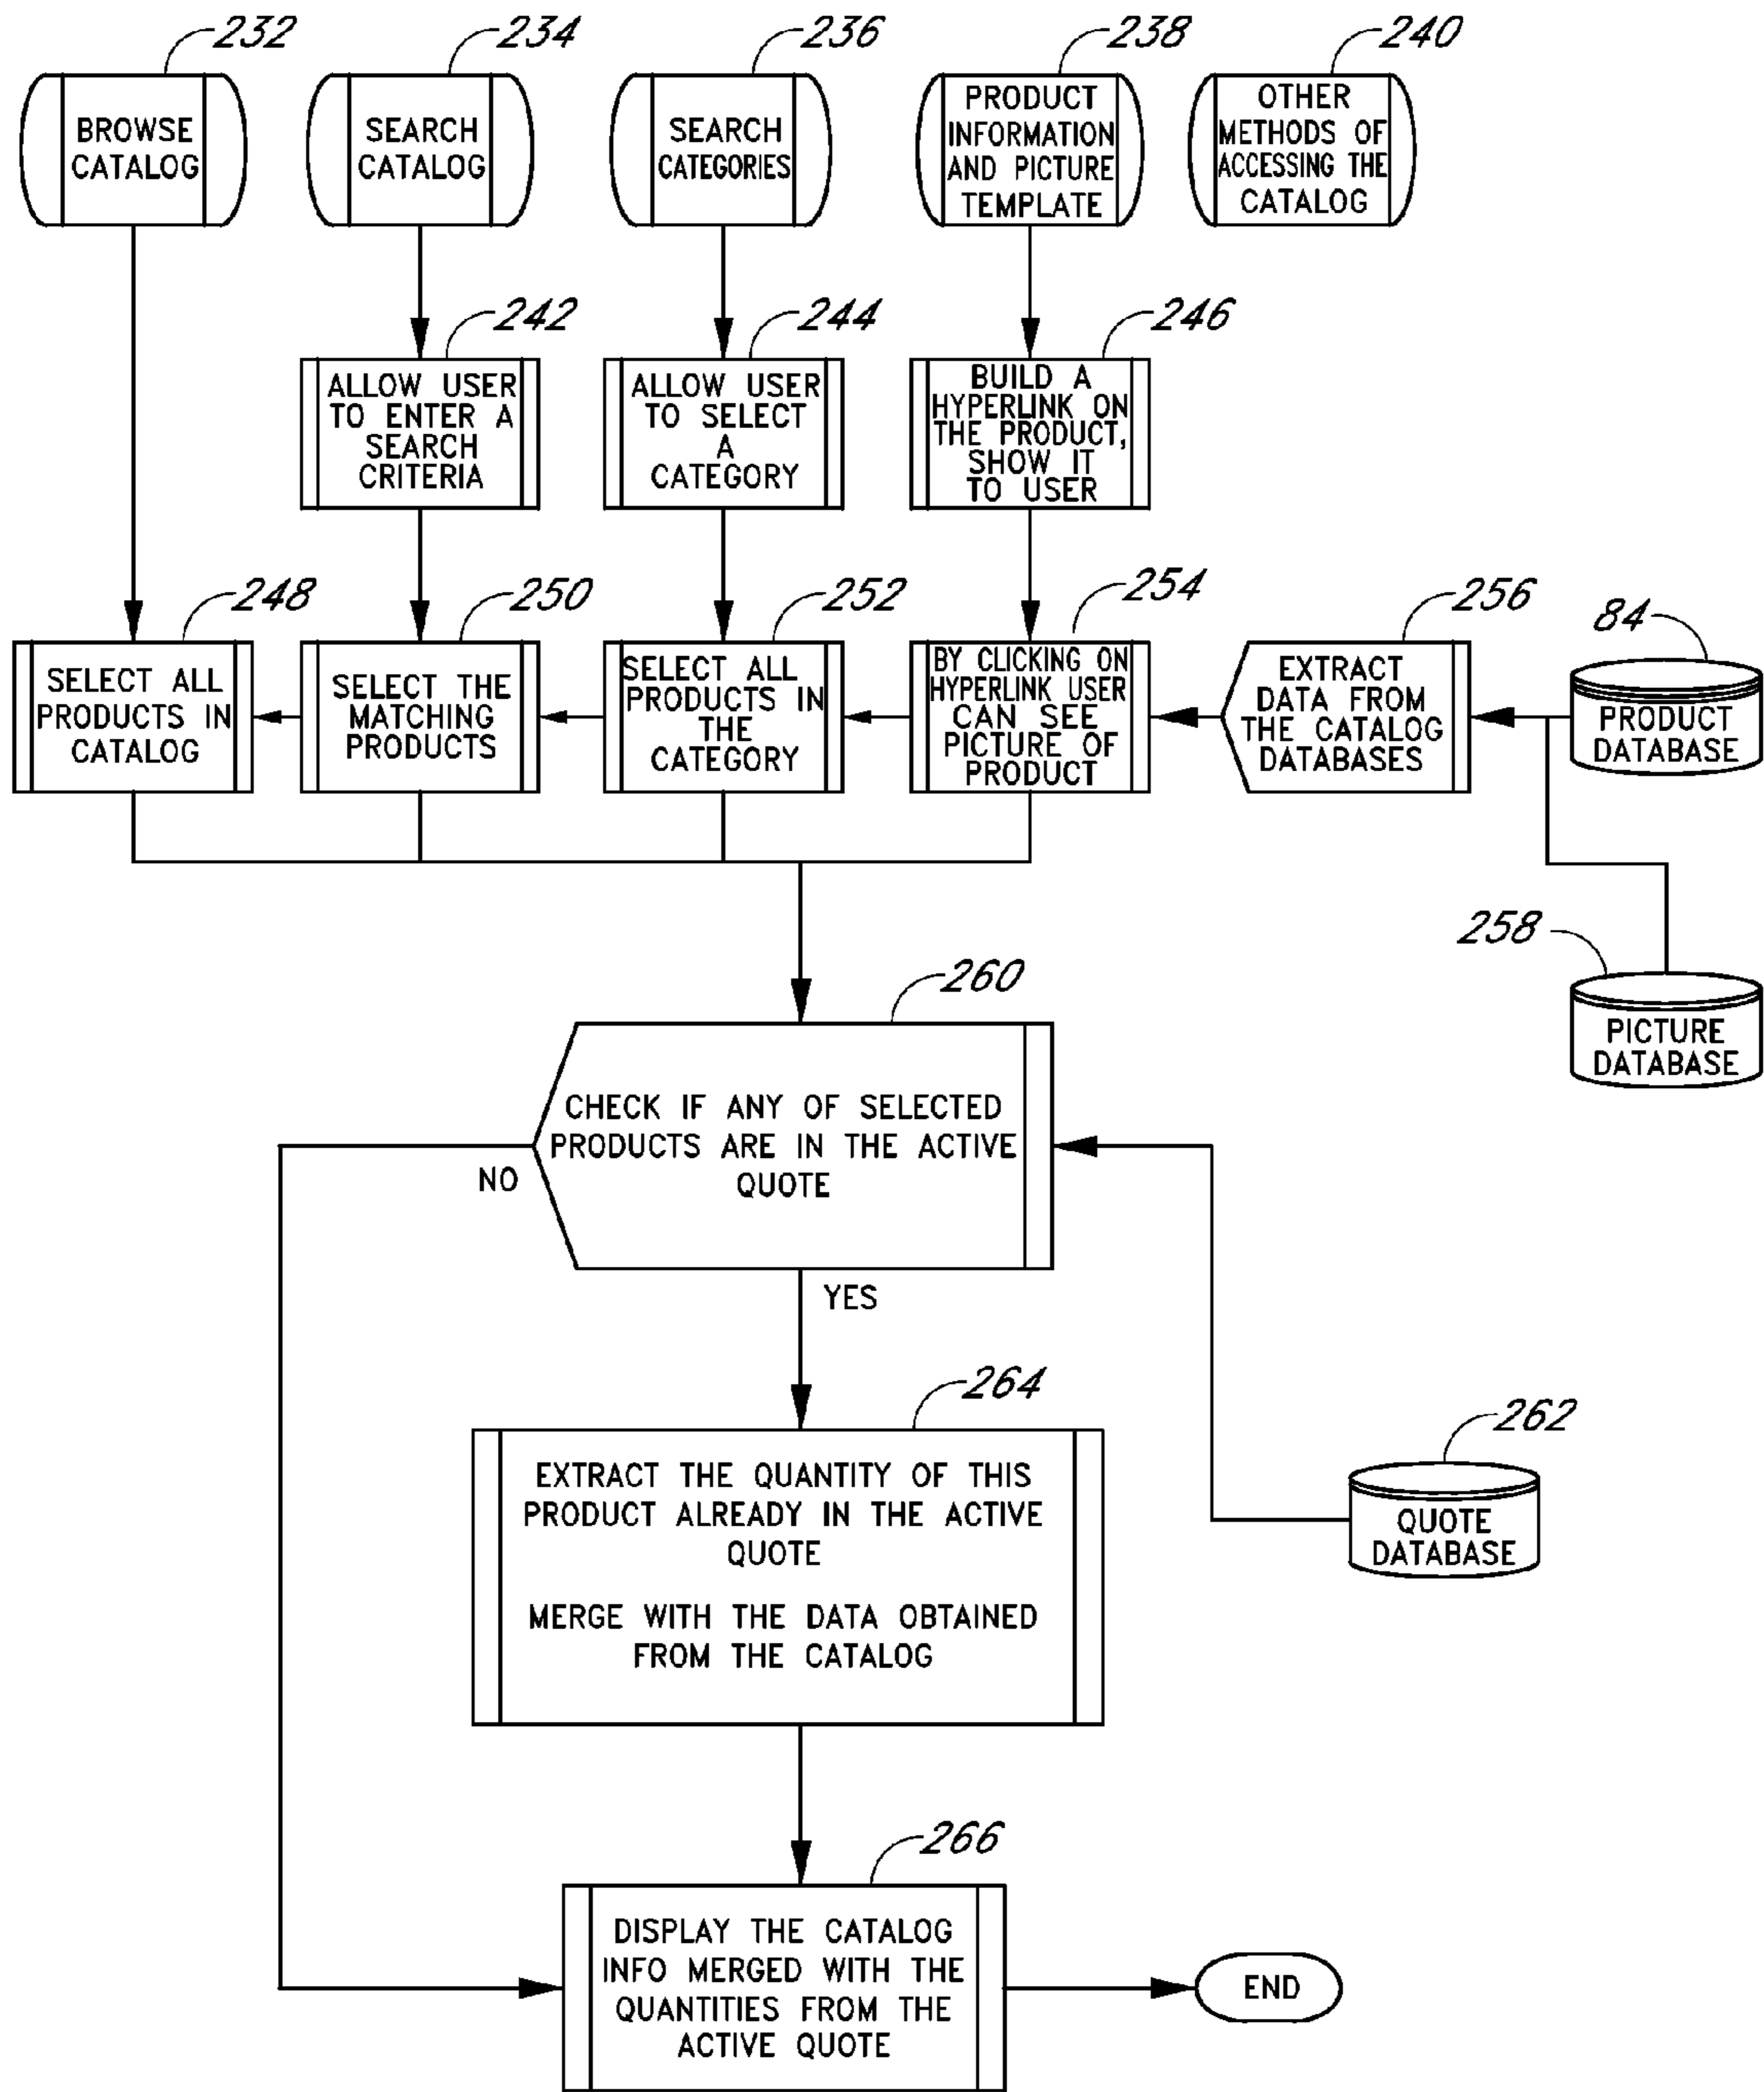 232
234
236
238
240
BROWSE
CATALOG
SEARCH
CATALOG
SEARCH
CATEGORIES
PRODUCT
INFORMATION
AND PICTURE
TEMPLATE
OTHER
METHODS OF
ACCESSING THE
CATALOG
242
244
246
ALLOW USER
TO ENTER A
SEARCH
CRITERIA
ALLOW USER
TO SELECT
A
CATEGORY
BUILD A
HYPERLINK ON
THE PRODUCT,
SHOW IT
TO USER
248
250
252
254
256
84
SELECT ALL
PRODUCTS IN
CATALOG
SELECT THE
MATCHING
PRODUCTS
SELECT ALL
PRODUCTS IN
THE
CATEGORY
BY CLICKING ON
HYPERLINK USER
CAN SEE
PICTURE OF
PRODUCT
EXTRACT
DATA FROM
THE CATALOG
DATABASES
PRODUCT
DATABASE
258
PICTURE
DATABASE
260
CHECK IF ANY OF SELECTED
PRODUCTS ARE IN THE ACTIVE
QUOTE
NO
YES
262
QUOTE
DATABASE
264
EXTRACT THE QUANTITY OF THIS
PRODUCT ALREADY IN THE ACTIVE
QUOTE
MERGE WITH THE DATA OBTAINED
FROM THE CATALOG
266
DISPLAY THE CATALOG
INFO MERGED WITH THE
QUANTITIES FROM THE
ACTIVE QUOTE
END